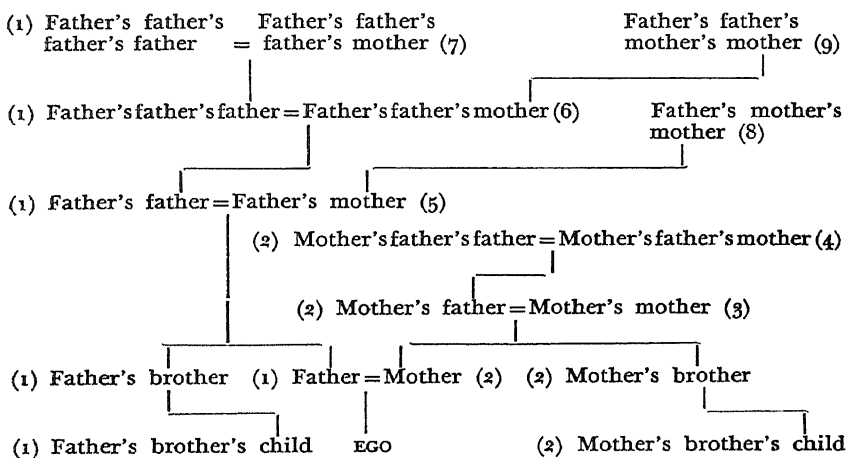 (1) Father's father's Father's father's Father's father's
father's father = father's mother (7) mother's mother (9)
(1) Father's father's father = Father's father's mother (6) Father's mother's
mother (8)
(1) Father's father = Father's mother (5)
(2) Mother's father's father = Mother's father's mother (4)
(2) Mother's father = Mother's mother (3)
(1) Father's brother (1) Father = Mother (2) (2) Mother's brother
(1) Father's brother's child EGO (2) Mother's brother's child